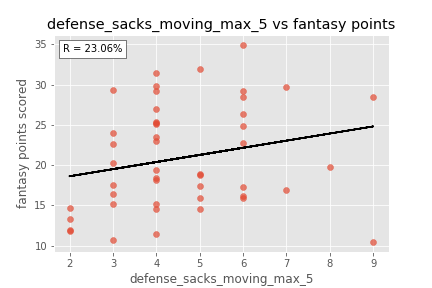 defense_sacks_moving_max_5 vs fantasy points
R = 23.06%
fantasy points scored
35
30
25
20
15
10
2 3 4 5 6 7 8 9
defense_sacks_moving_max_5